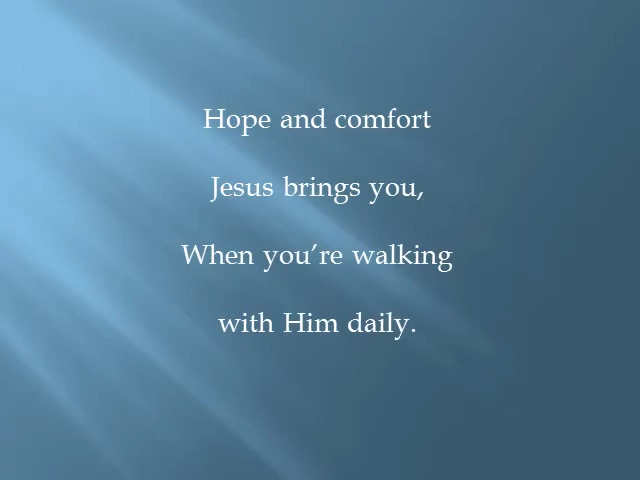 Hope and comfort
Jesus brings you,
When you’re walking
with Him daily.